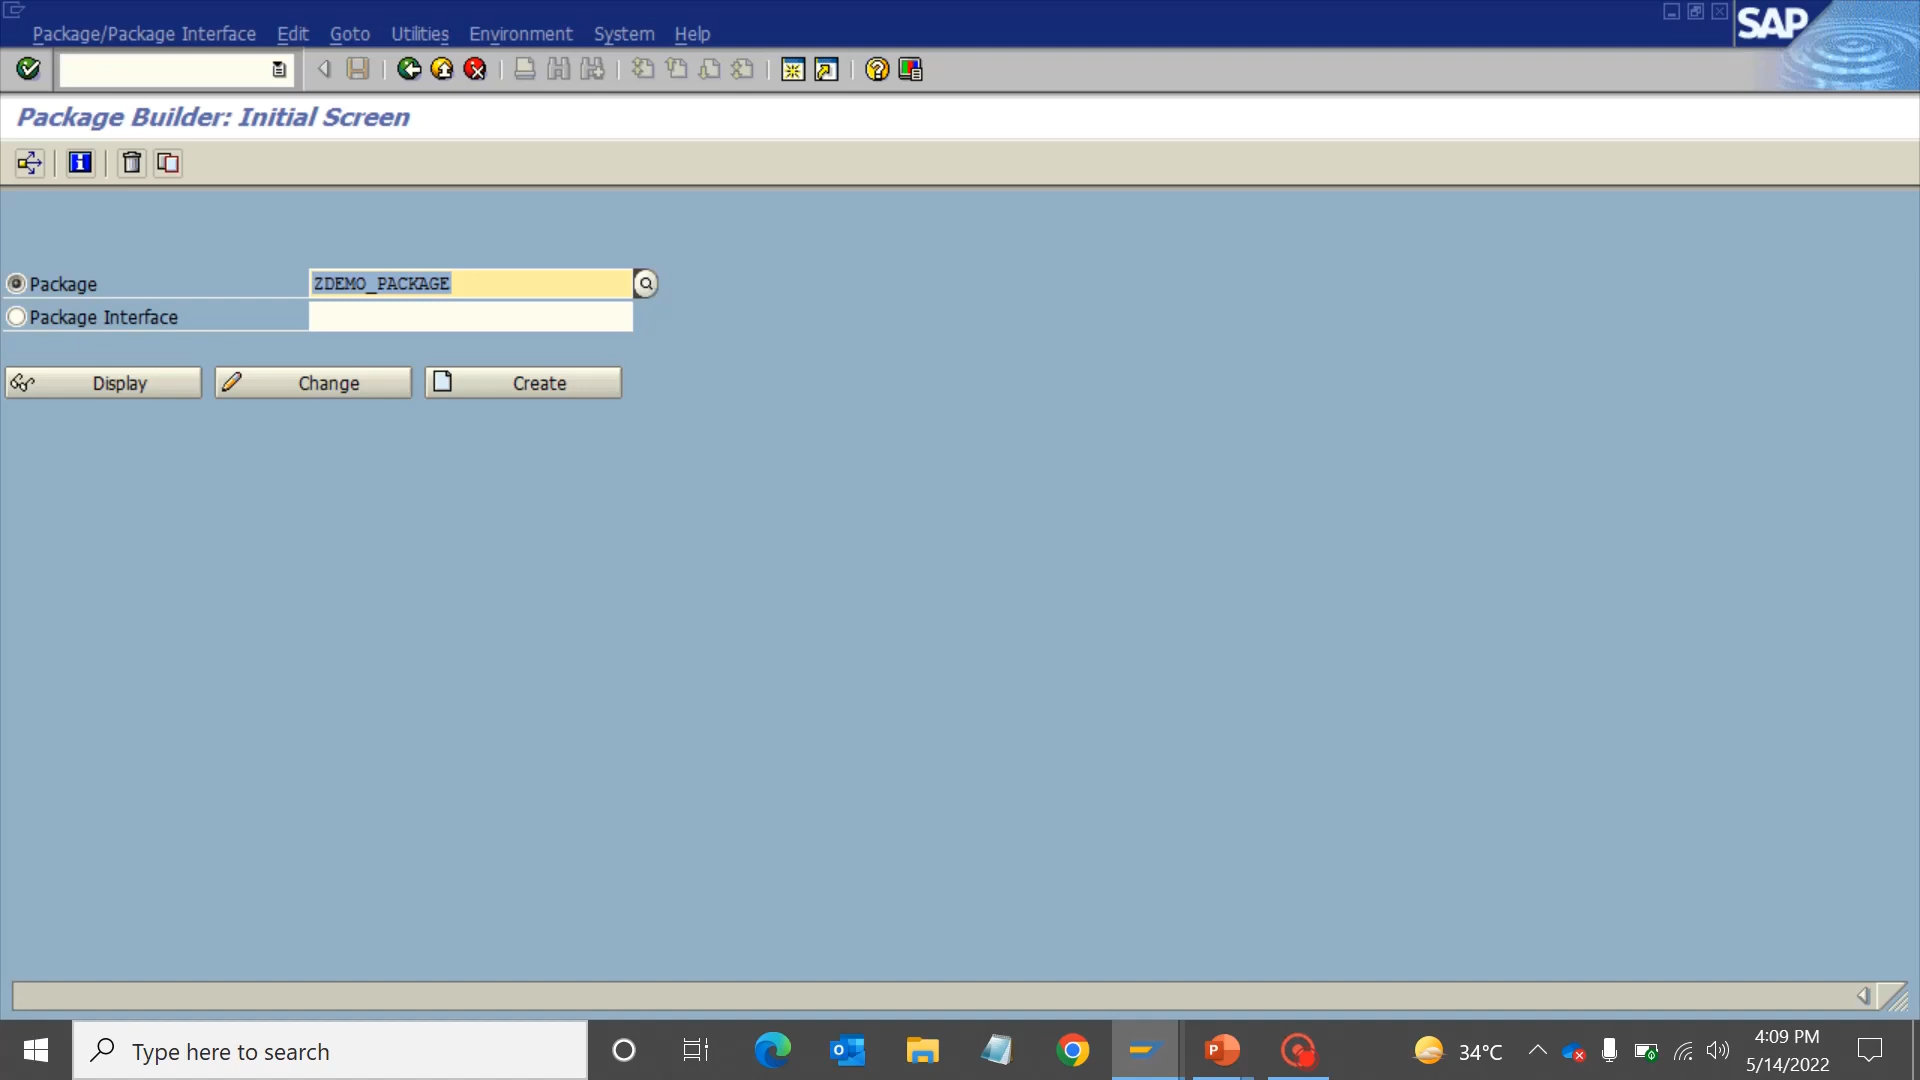 Package/Package Interface Edit Goto Utilities Environment System Help
SAP
Package Builder: Initial Screen
Package ZDEMO_PACKAGE
Package Interface
Display Change Create
Type here to search
34°C
4:09 PM
5/14/2022